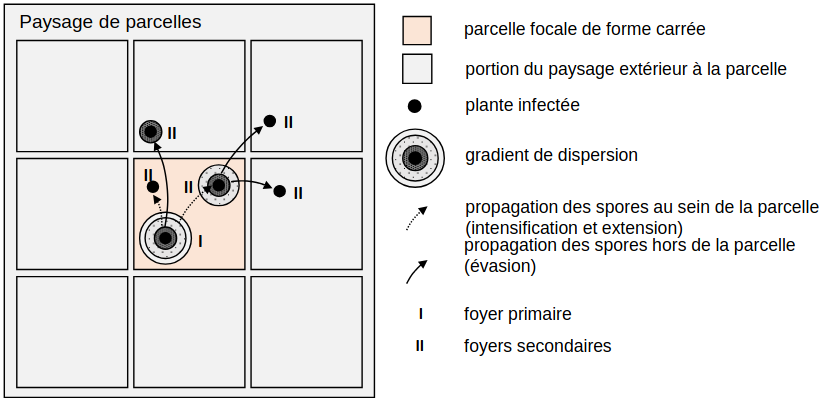 Paysage de parcelles
II
II
II
II
II
I
parcelle focale de forme carrée
portion du paysage extérieur à la parcelle
plante infectée
gradient de dispersion
propagation des spores au sein de la parcelle
(intensification et extension)
propagation des spores hors de la parcelle
(évasion)
I
foyer primaire
II
foyers secondaires